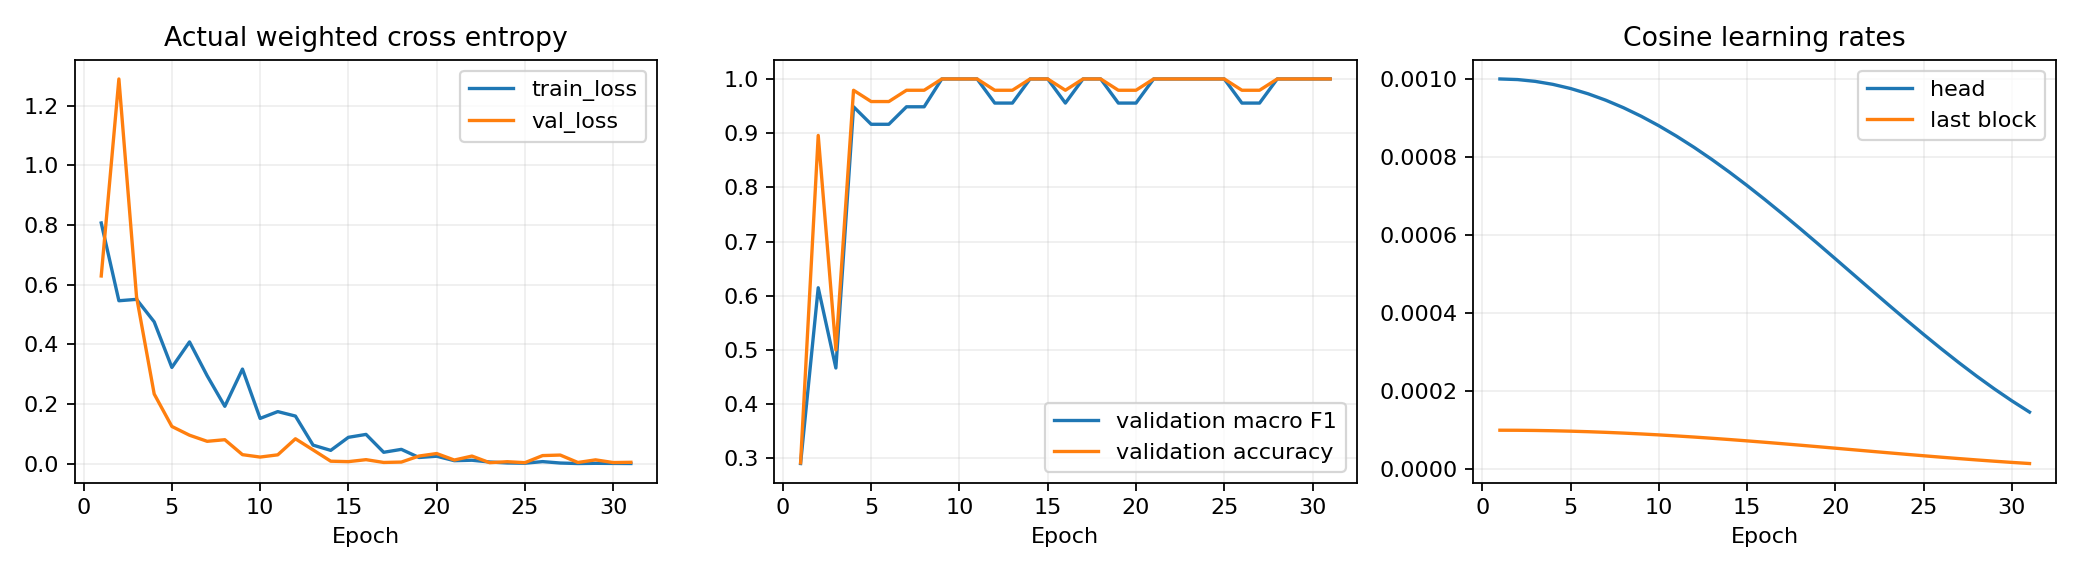 Actual weighted cross entropy
train_loss
val_loss
1.2
1.0
0.8
0.6
0.4
0.2
0.0
0 5 10 15 20 25 30
Epoch
1.0
0.9
0.8
0.7
0.6
0.5
0.4
0.3
validation macro F1
validation accuracy
0 5 10 15 20 25 30
Epoch
Cosine learning rates
head
last block
0.0010
0.0008
0.0006
0.0004
0.0002
0.0000
0 5 10 15 20 25 30
Epoch